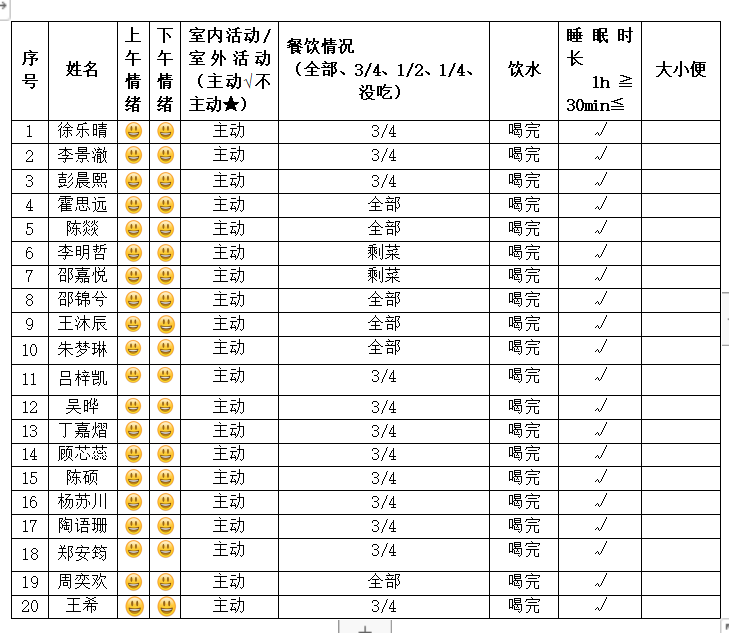 序号 姓名 上午情绪 下午情绪 室内活动/室外活动（主动√不主动★） 餐饮情况（全部、3/4、1/2、1/4、没吃） 饮水 睡眠时长 1h≧ 30min≦ 大小便
1 徐乐晴 😃 😃 主动 3/4 喝完 √
2 李景澈 😃 😃 主动 3/4 喝完 √
3 彭晨熙 😃 😃 主动 3/4 喝完 √
4 霍思远 😃 😃 主动 全部 喝完 √
5 陈燚 😃 😃 主动 全部 喝完 √
6 李明哲 😃 😃 主动 剩菜 喝完 √
7 邵嘉悦 😃 😃 主动 剩菜 喝完 √
8 邵锦兮 😃 😃 主动 全部 喝完 √
9 王沐辰 😃 😃 主动 全部 喝完 √
10 朱梦琳 😃 😃 主动 全部 喝完 √
11 吕梓凯 😃 😃 主动 3/4 喝完 √
12 吴晔 😃 😃 主动 3/4 喝完 √
13 丁嘉熠 😃 😃 主动 3/4 喝完 √
14 顾芯蕊 😃 😃 主动 3/4 喝完 √
15 陈硕 😃 😃 主动 3/4 喝完 √
16 杨苏川 😃 😃 主动 3/4 喝完 √
17 陶语珊 😃 😃 主动 3/4 喝完 √
18 郑安筠 😃 😃 主动 3/4 喝完 √
19 周奕欢 😃 😃 主动 全部 喝完 √
20 王希 😃 😃 主动 3/4 喝完 √